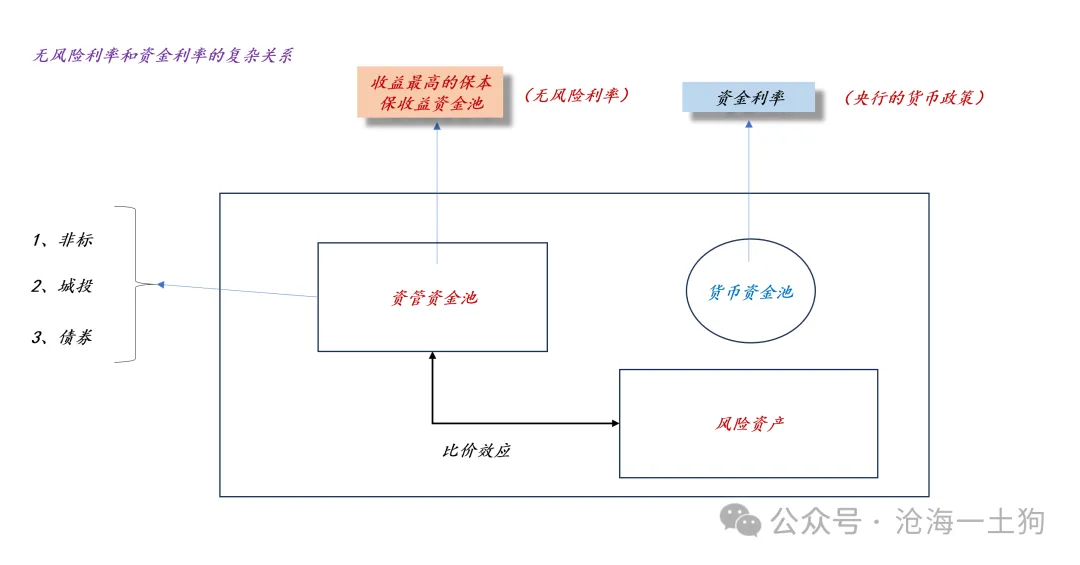 无风险利率和资金利率的复杂关系
收益最高的保本
保收益资金池
（无风险利率）
资金利率
（央行的货币政策）
1、非标
2、城投
3、债券
资管资金池
货币资金池
风险资产
比价效应
公众号·沧海一土狗